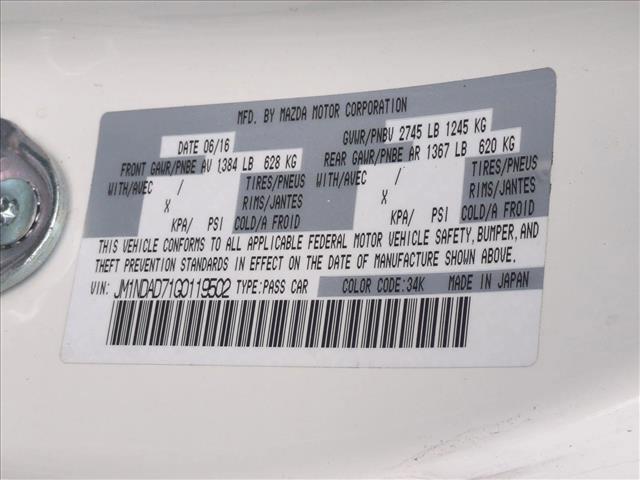 MFD. BY MAZDA MOTOR CORPORATION
DATE 06/16 GVWR/PNBV 2745 LB 1245 KG
FRONT GAWR/PNBE AV 1384 LB 628 KG REAR GAWR/PNBE AR 1367 LB 620 KG
WITH/AVEC / TIRES/PNEUS WITH/AVEC / TIRES/PNEUS
X RIMS/JANTES X RIMS/JANTES
KPA/ PSI COLD/A FROID KPA/ PSI COLD/A FROID
THIS VEHICLE CONFORMS TO ALL APPLICABLE FEDERAL MOTOR VEHICLE SAFETY, BUMPER, AND
THEFT PREVENTION STANDARDS IN EFFECT ON THE DATE OF MANUFACTURE SHOWN ABOVE.
VIN: JM1NDAD71G0119502 TYPE: PASS CAR COLOR CODE: 34K MADE IN JAPAN